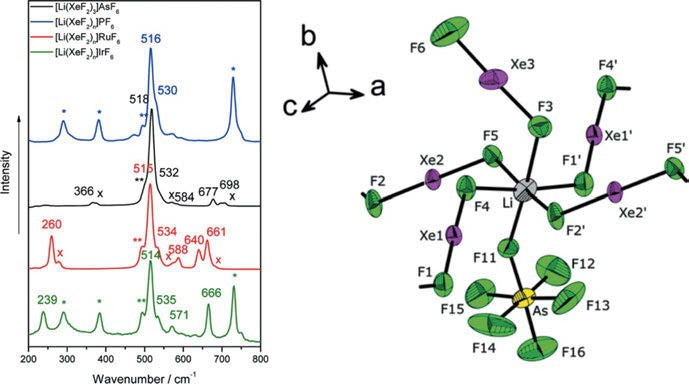 [Li(XeF2)3]AsF6
[Li(XeF2)n]PF6
[Li(XeF2)n]RuF6
[Li(XeF2)n]IrF6
516
530
* * ** *
518
532
**
366 x x 584 677 698 x
515
534
260 x ** x 588 640 661 x
514
535
571
239 * * ** 666 *
Intensity
200 300 400 500 600 700 800
Wavenumber / cm-1
b
a
c
F6
Xe3
F3
F4'
Xe1'
F5
F1'
F5'
Xe2
F2
F4
Li
Xe2'
F2'
Xe1
F11
F1
F12
F15
As
F13
F14
F16